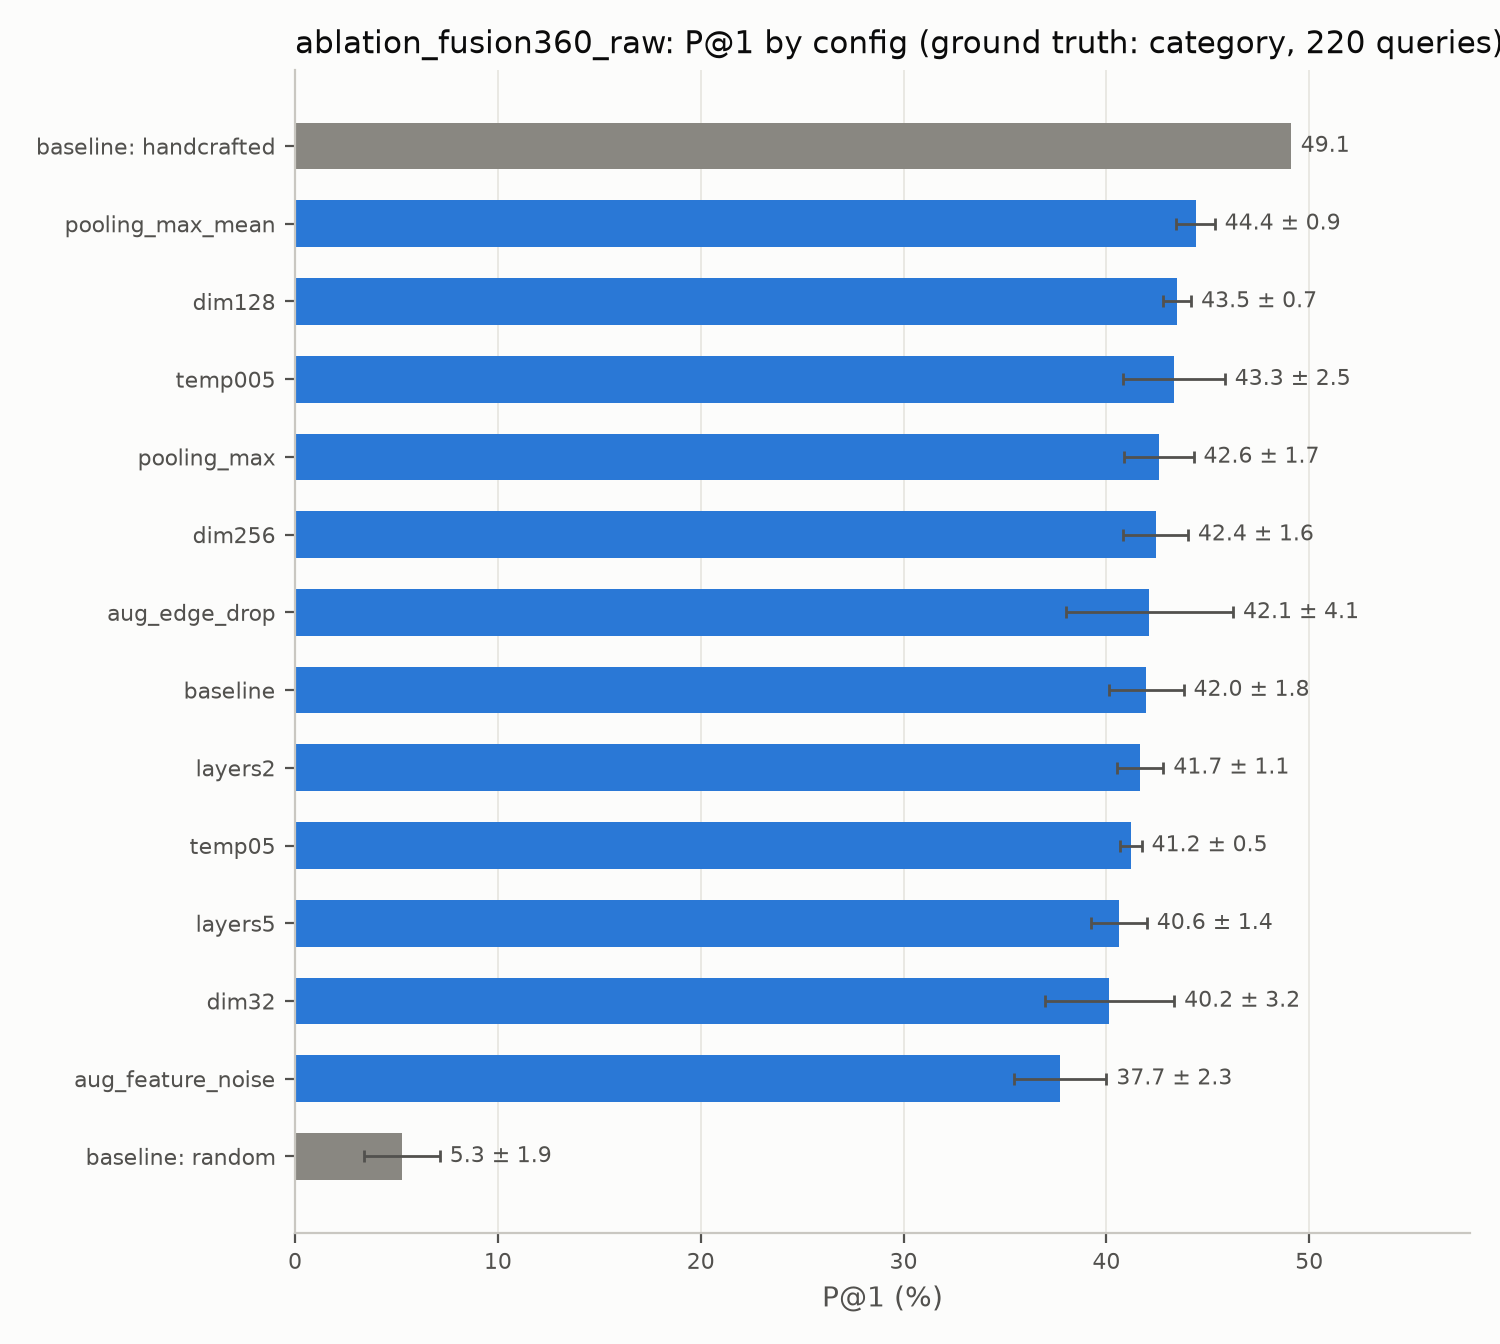 ablation_fusion360_raw: P@1 by config (ground truth: category, 220 queries)
baseline: handcrafted 49.1
pooling_max_mean 44.4 ± 0.9
dim128 43.5 ± 0.7
temp005 43.3 ± 2.5
pooling_max 42.6 ± 1.7
dim256 42.4 ± 1.6
aug_edge_drop 42.1 ± 4.1
baseline 42.0 ± 1.8
layers2 41.7 ± 1.1
temp05 41.2 ± 0.5
layers5 40.6 ± 1.4
dim32 40.2 ± 3.2
aug_feature_noise 37.7 ± 2.3
baseline: random 5.3 ± 1.9
0 10 20 30 40 50
P@1 (%)